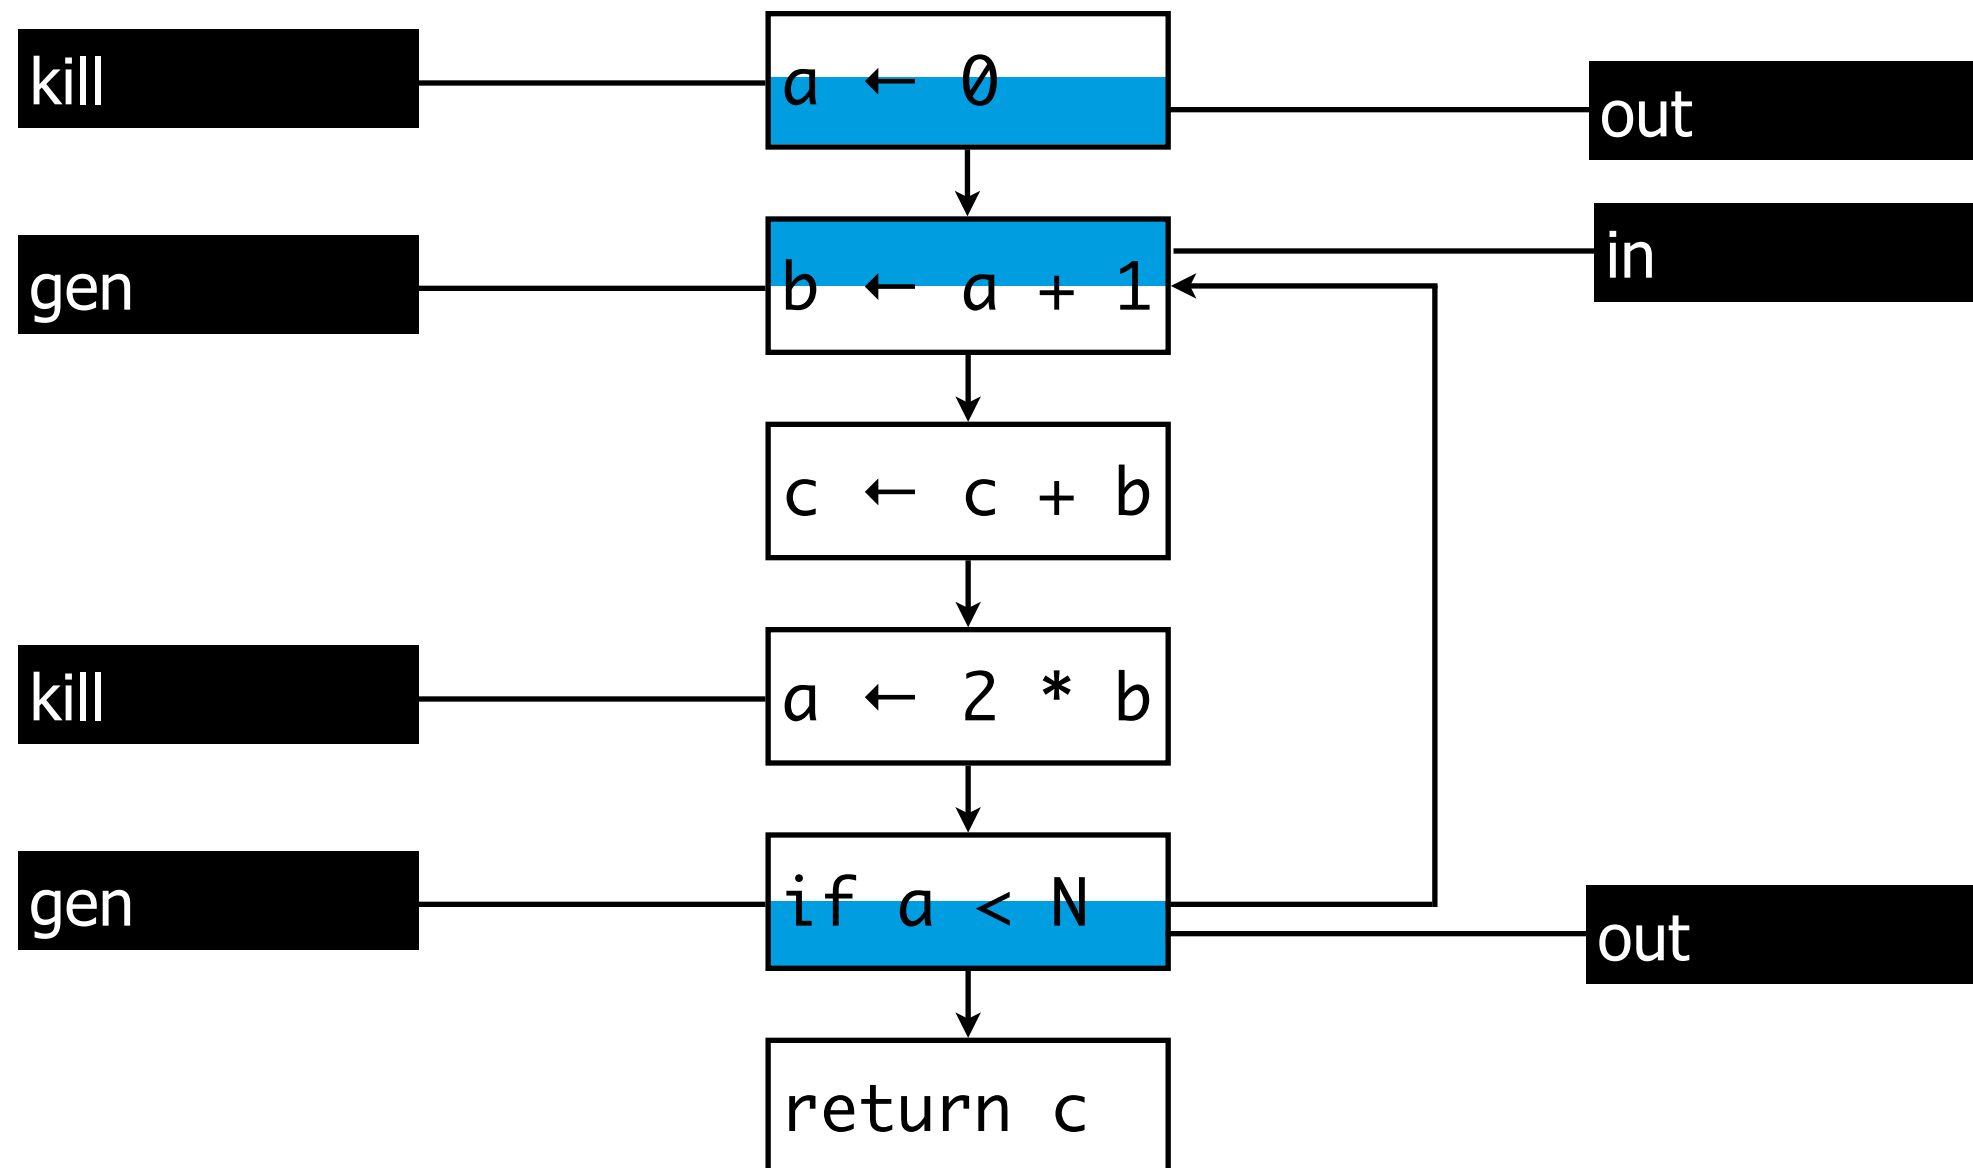 kill
a ← 0
out
in
gen
b ← a + 1
c ← c + b
kill
a ← 2 * b
gen
if a < N
out
return c